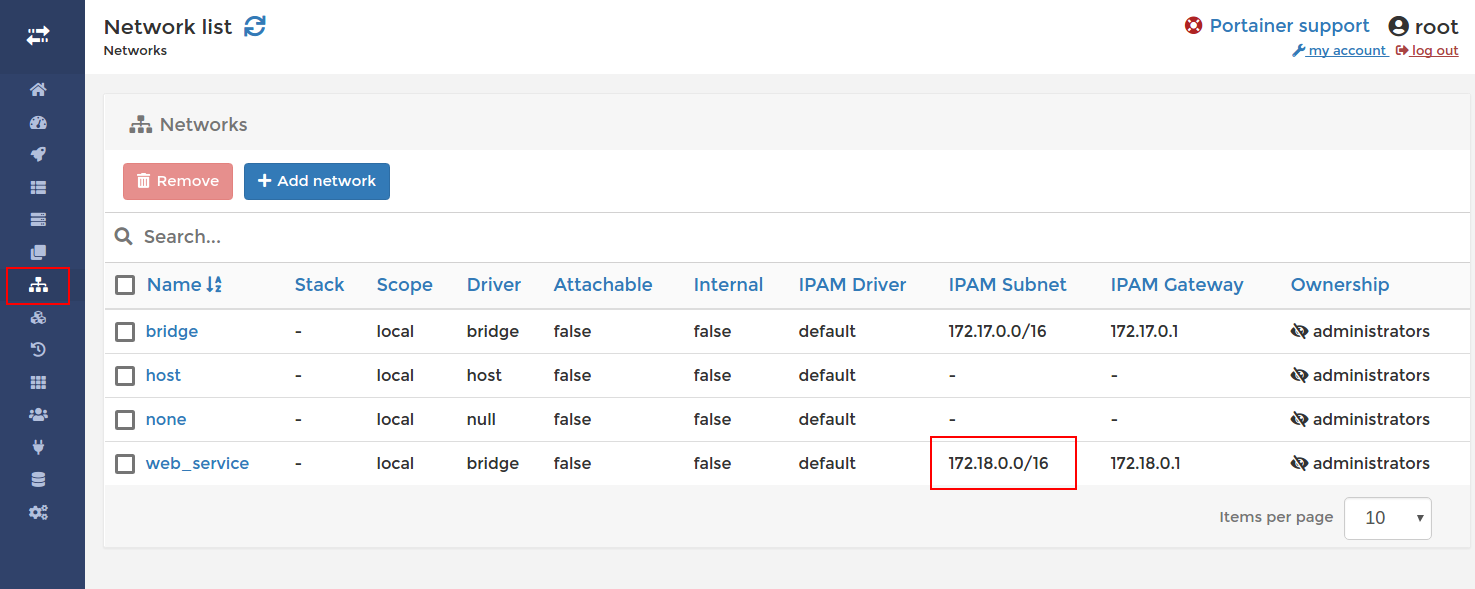 Network list
Portainer support root
Networks
my account log out
Networks
Remove Add network
Search...
Name Stack Scope Driver Attachable Internal IPAM Driver IPAM Subnet IPAM Gateway Ownership
bridge - local bridge false false default 172.17.0.0/16 172.17.0.1 administrators
host - local host false false default - - administrators
none - local null false false default - - administrators
web_service - local bridge false false default 172.18.0.0/16 172.18.0.1 administrators
Items per page 10